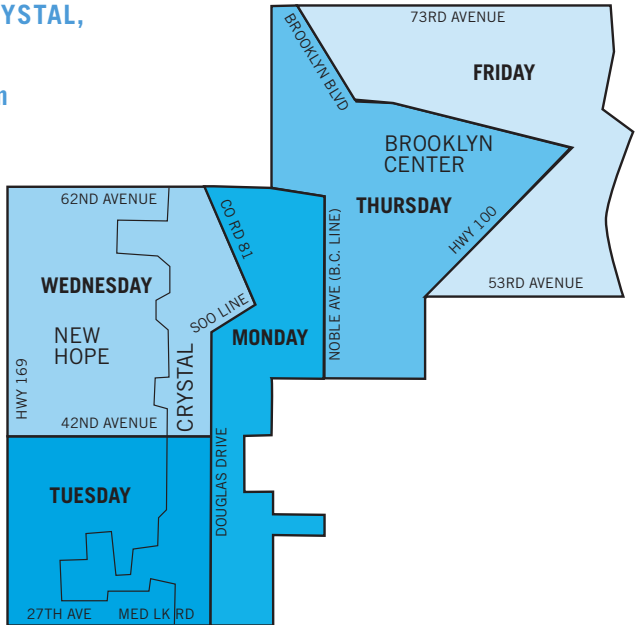 YSTAL,
n
73RD AVENUE
BROOKLYN BLVD
FRIDAY
BROOKLYN
CENTER
THURSDAY
HWY 100
53RD AVENUE
NOBLE AVE (B.C. LINE)
62ND AVENUE
CO RD 81
WEDNESDAY
SOO LINE
NEW
HOPE
MONDAY
HWY 169
CRYSTAL
42ND AVENUE
TUESDAY
DOUGLAS DRIVE
27TH AVE MED LK RD